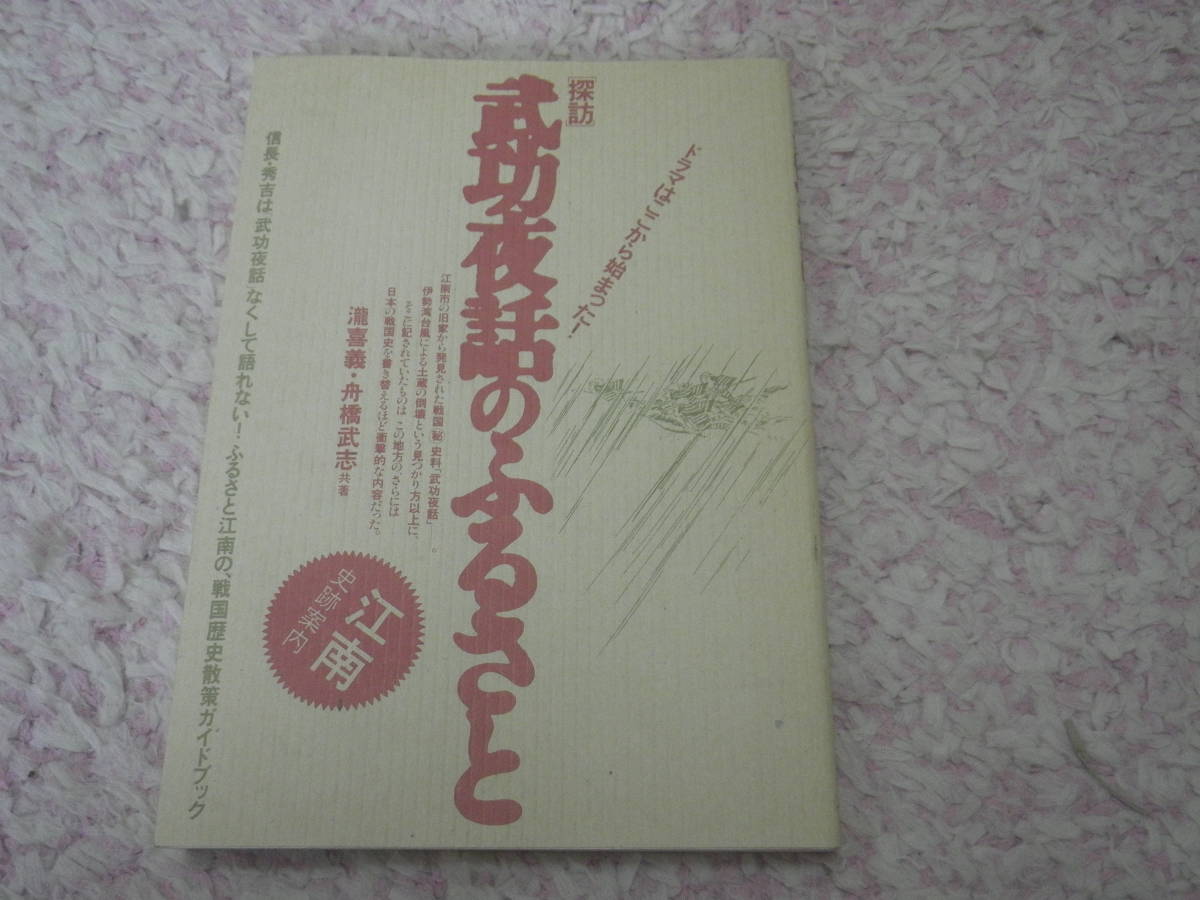 ドラマはここから始まった!
[探訪]
武功夜話のふるさと
江南市の旧家から発見された戦国㊙史料「武功夜話」。
伊勢湾台風による土蔵の倒壊という見つかり方以上に、
そこに記されていたものは この地方の、さらには
日本の戦国史を書き替えるほど衝撃的な内容だった。
瀧喜義・舟橋武志 共著
江南
史跡案内
信長・秀吉は「武功夜話」なくして語れない!ふるさと江南の、戦国歴史散策ガイドブック